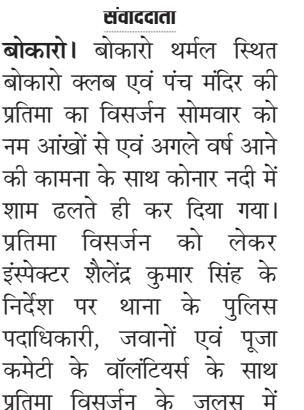 संवाददाता
बोकारो। बोकारो थर्मल स्थित
बोकारो क्लब एवं पंच मंदिर की
प्रतिमा का विसर्जन सोमवार को
नम आंखों से एवं अगले वर्ष आने
की कामना के साथ कोनार नदी में
शाम ढलते ही कर दिया गया।
प्रतिमा विसर्जन को लेकर
इंस्पेक्टर शैलेंद्र कुमार सिंह के
निर्देश पर थाना के पुलिस
पदाधिकारी, जवानों एवं पूजा
कमेटी के वॉलंटियर्स के साथ
प्रतिमा विसर्जन के जुलूस में